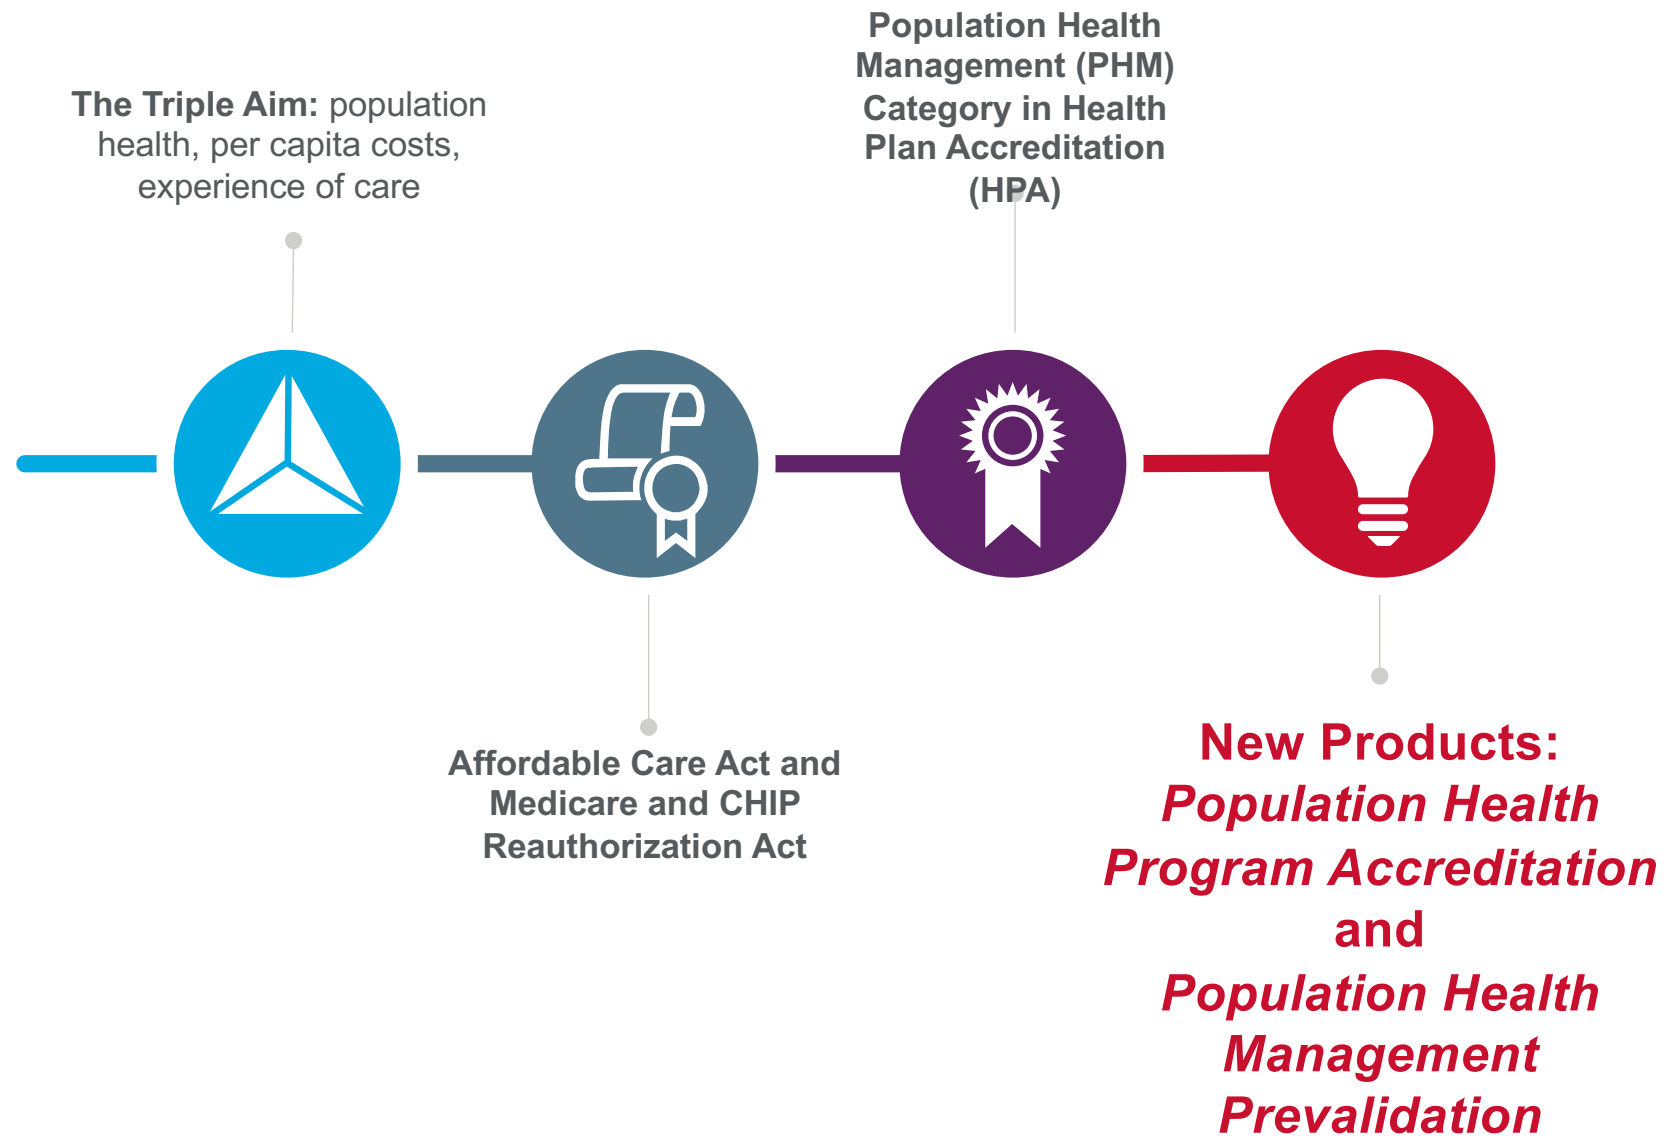 The Triple Aim: population
health, per capita costs,
experience of care
Affordable Care Act and
Medicare and CHIP
Reauthorization Act
Population Health
Management (PHM)
Category in Health
Plan Accreditation
(HPA)
New Products:
Population Health
Program Accreditation
and
Population Health
Management
Prevalidation